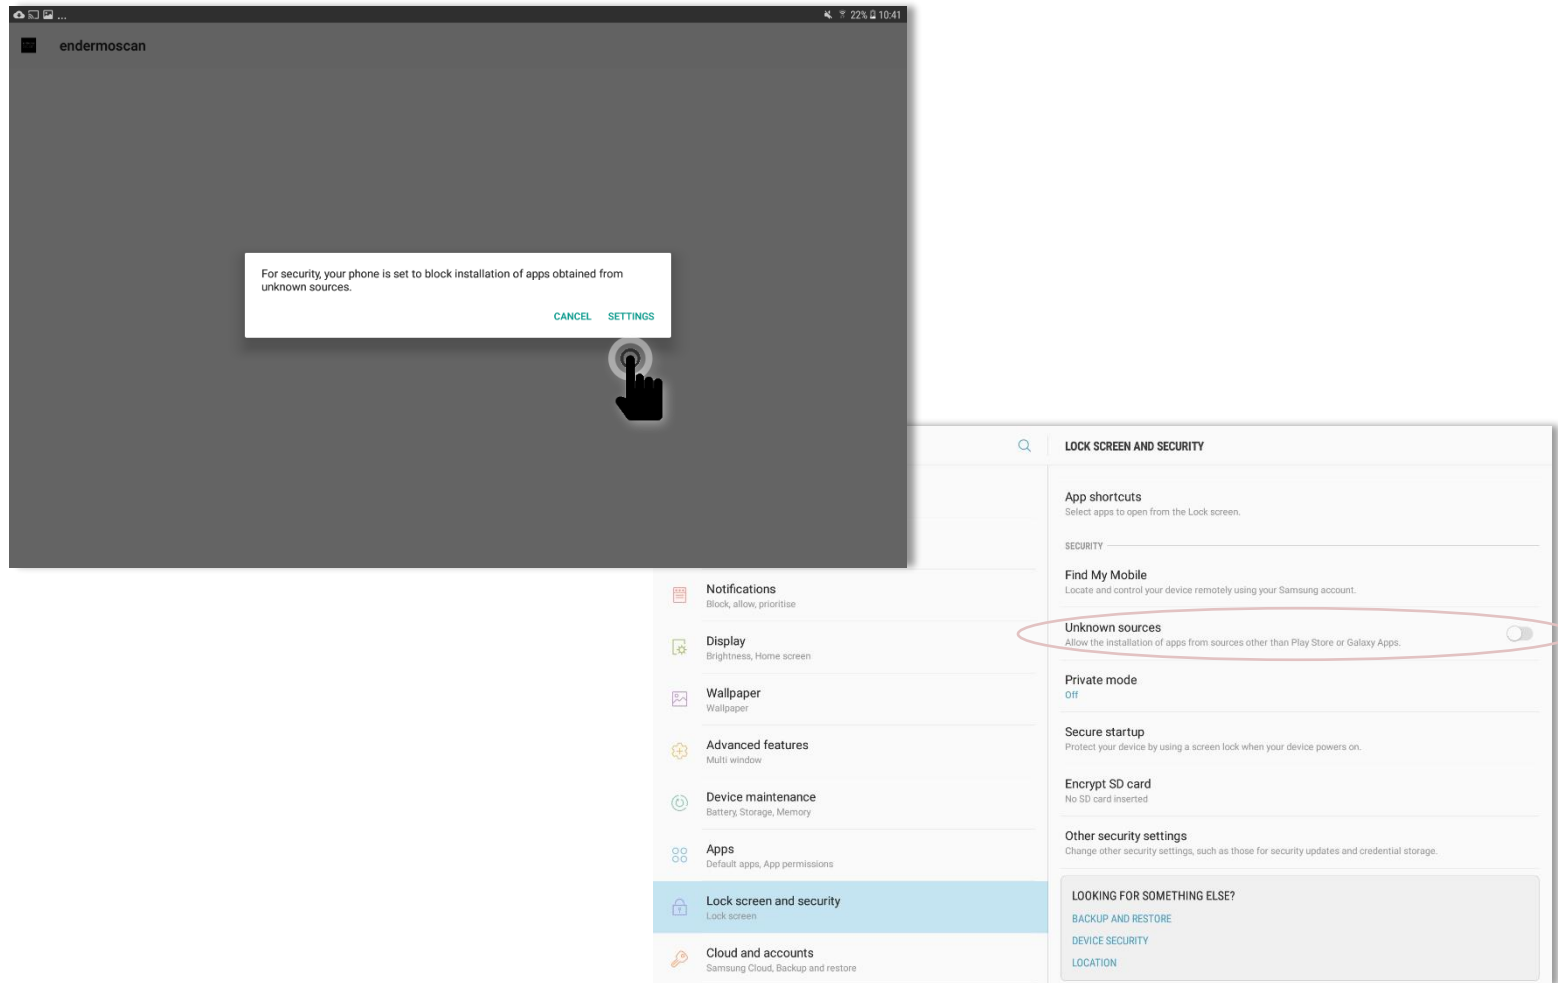 ... 22% 10:41
endermoscan
For security, your phone is set to block installation of apps obtained from
unknown sources.
CANCEL SETTINGS
LOCK SCREEN AND SECURITY
App shortcuts
Select apps to open from the Lock screen.
SECURITY
Find My Mobile
Locate and control your device remotely using your Samsung account.
Unknown sources
Allow the installation of apps from sources other than Play Store or Galaxy Apps.
Private mode
Off
Secure startup
Protect your device by using a screen lock when your device powers on.
Encrypt SD card
No SD card inserted
Other security settings
Change other security settings, such as those for security updates and credential storage.
LOOKING FOR SOMETHING ELSE?
BACKUP AND RESTORE
DEVICE SECURITY
LOCATION
Notifications
Block, allow, prioritise
Display
Brightness, Home screen
Wallpaper
Wallpaper
Advanced features
Multi window
Device maintenance
Battery, Storage, Memory
Apps
Default apps, App permissions
Lock screen and security
Lock screen
Cloud and accounts
Samsung Cloud, Backup and restore